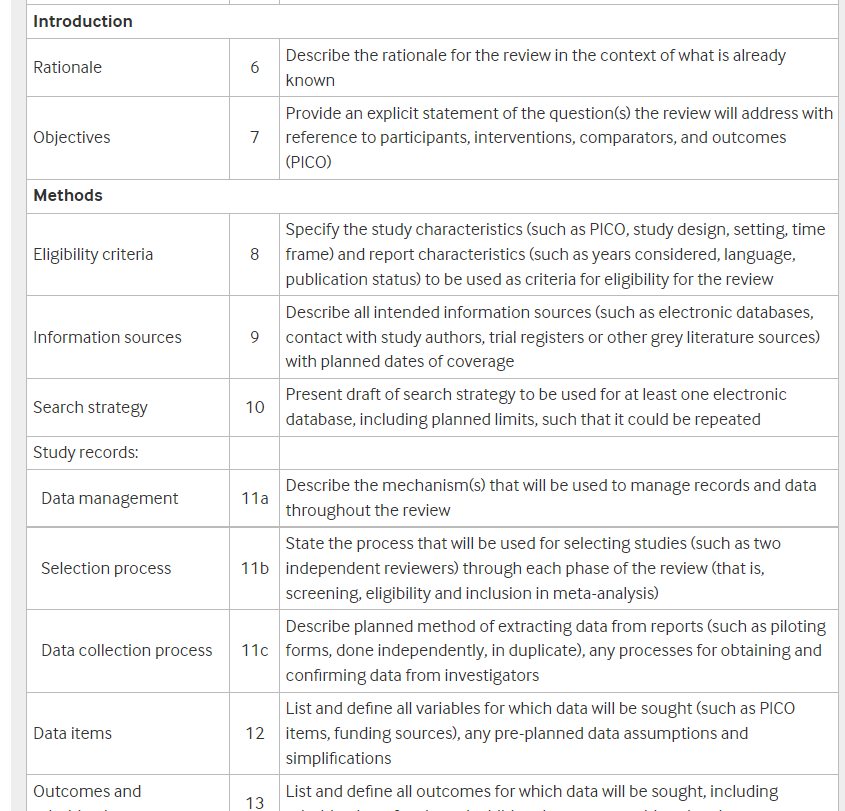 Introduction
Rationale
6
Describe the rationale for the review in the context of what is already
known
Objectives
7
Provide an explicit statement of the question(s) the review will address with
reference to participants, interventions, comparators, and outcomes
(PICO)
Methods
Eligibility criteria
8
Specify the study characteristics (such as PICO, study design, setting, time
frame) and report characteristics (such as years considered, language,
publication status) to be used as criteria for eligibility for the review
Information sources
9
Describe all intended information sources (such as electronic databases,
contact with study authors, trial registers or other grey literature sources)
with planned dates of coverage
Search strategy
10
Present draft of search strategy to be used for at least one electronic
database, including planned limits, such that it could be repeated
Study records:
Data management
11a
Describe the mechanism(s) that will be used to manage records and data
throughout the review
Selection process
11b
State the process that will be used for selecting studies (such as two
independent reviewers) through each phase of the review (that is,
screening, eligibility and inclusion in meta-analysis)
Data collection process
11c
Describe planned method of extracting data from reports (such as piloting
forms, done independently, in duplicate), any processes for obtaining and
confirming data from investigators
Data items
12
List and define all variables for which data will be sought (such as PICO
items, funding sources), any pre-planned data assumptions and
simplifications
Outcomes and
13
List and define all outcomes for which data will be sought, including